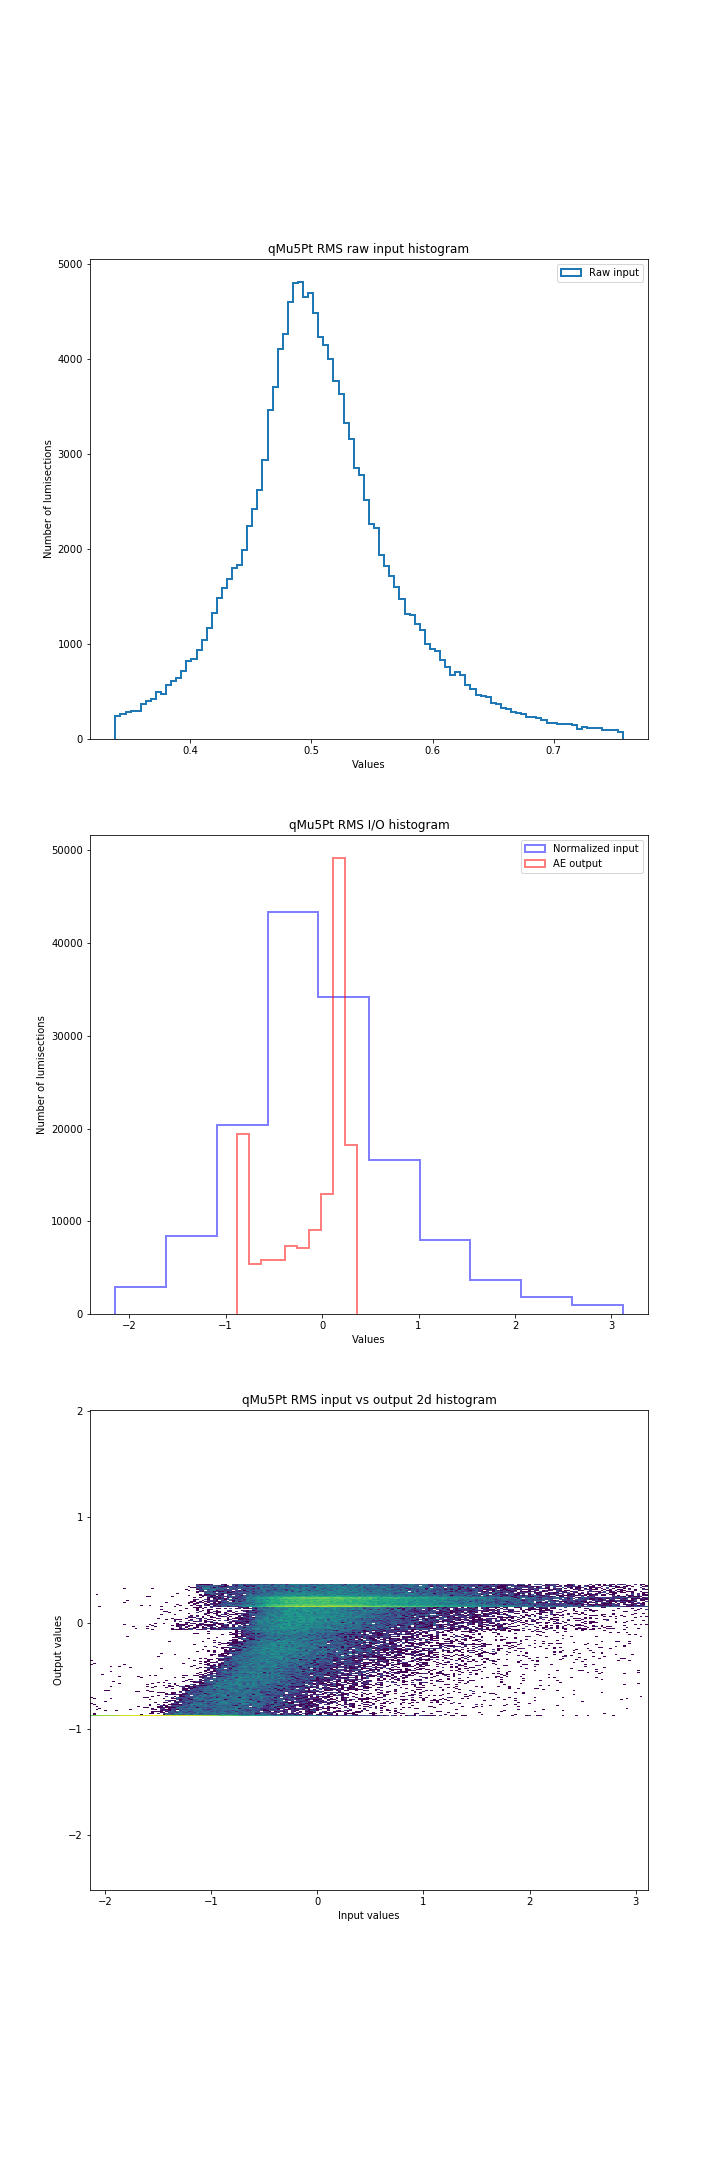 qMu5Pt RMS raw input histogram
5000
4000
3000
2000
1000
0
Number of lumisections
Raw input
0.4 0.5 0.6 0.7
Values
qMu5Pt RMS I/O histogram
50000
40000
30000
20000
10000
0
Number of lumisections
Normalized input
AE output
−2 −1 0 1 2 3
Values
qMu5Pt RMS input vs output 2d histogram
2
1
0
−1
−2
Output values
−2 −1 0 1 2 3
Input values